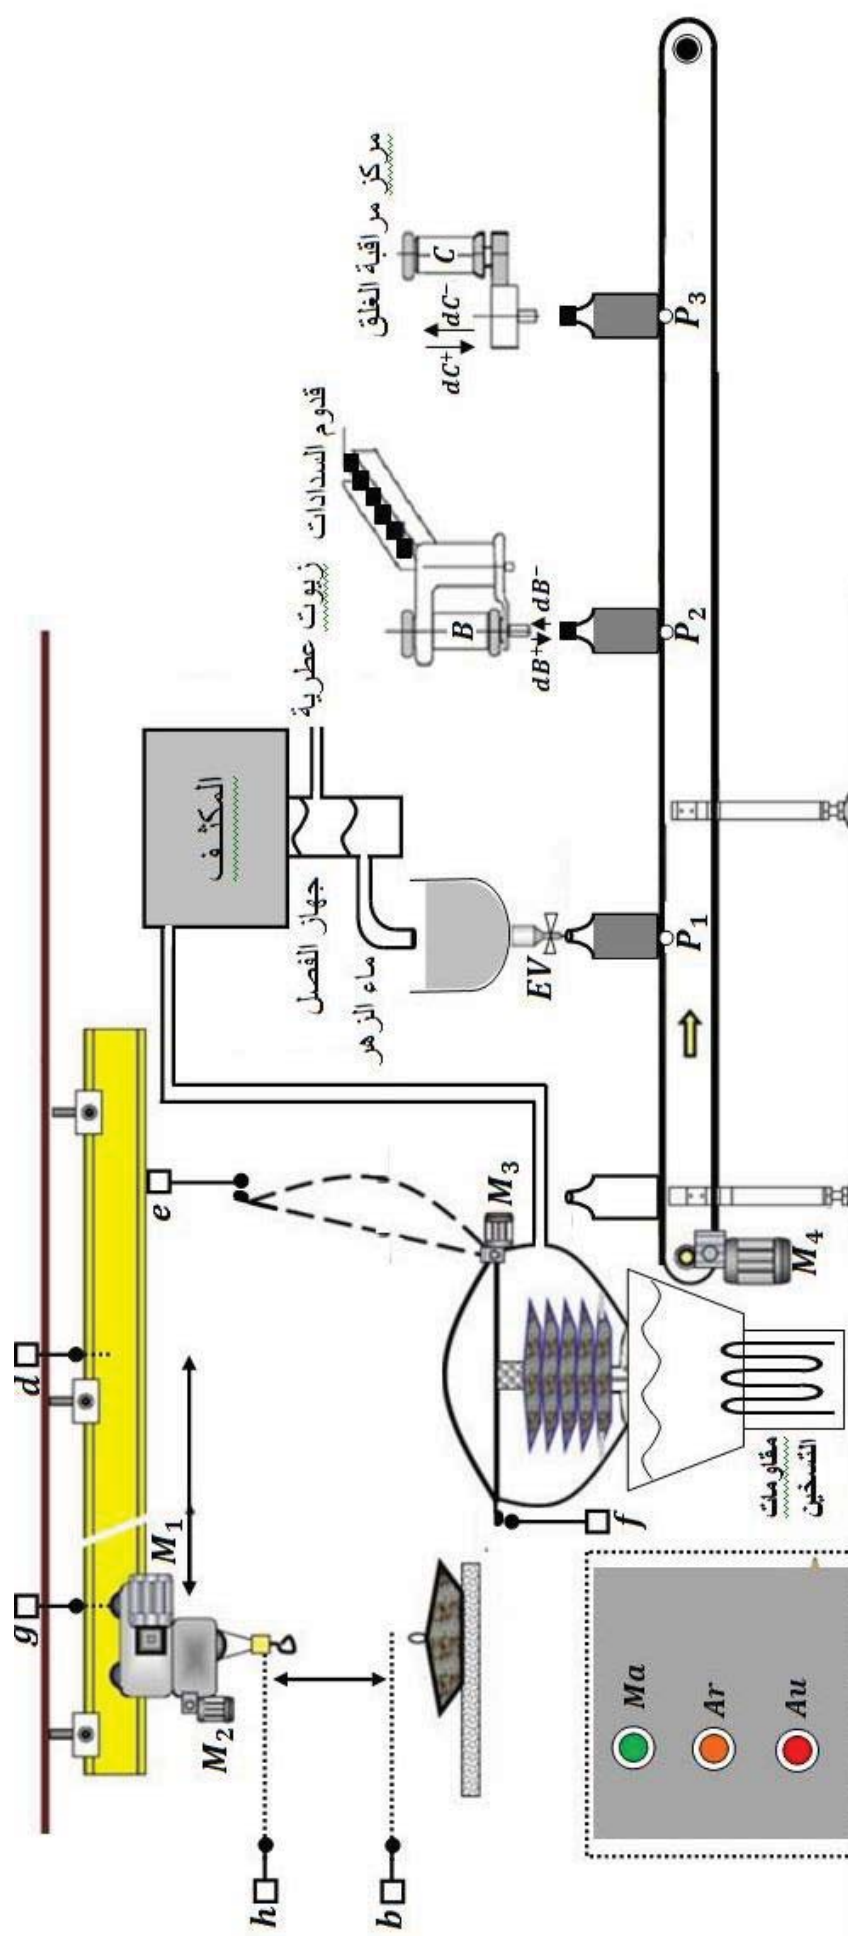 g
d
M₁
M₂
h
b
e
المكثف
جهاز الفصل
ماء الزهر
زيوت عطرية
قدوم السدادات
مركز مراقبة الغلق
M₃
f
EV
B
dB⁺
dB⁻
C
dC⁺
dC⁻
P₁
P₂
P₃
M₄
مقاومات
التسخين
Ma
Ar
Au